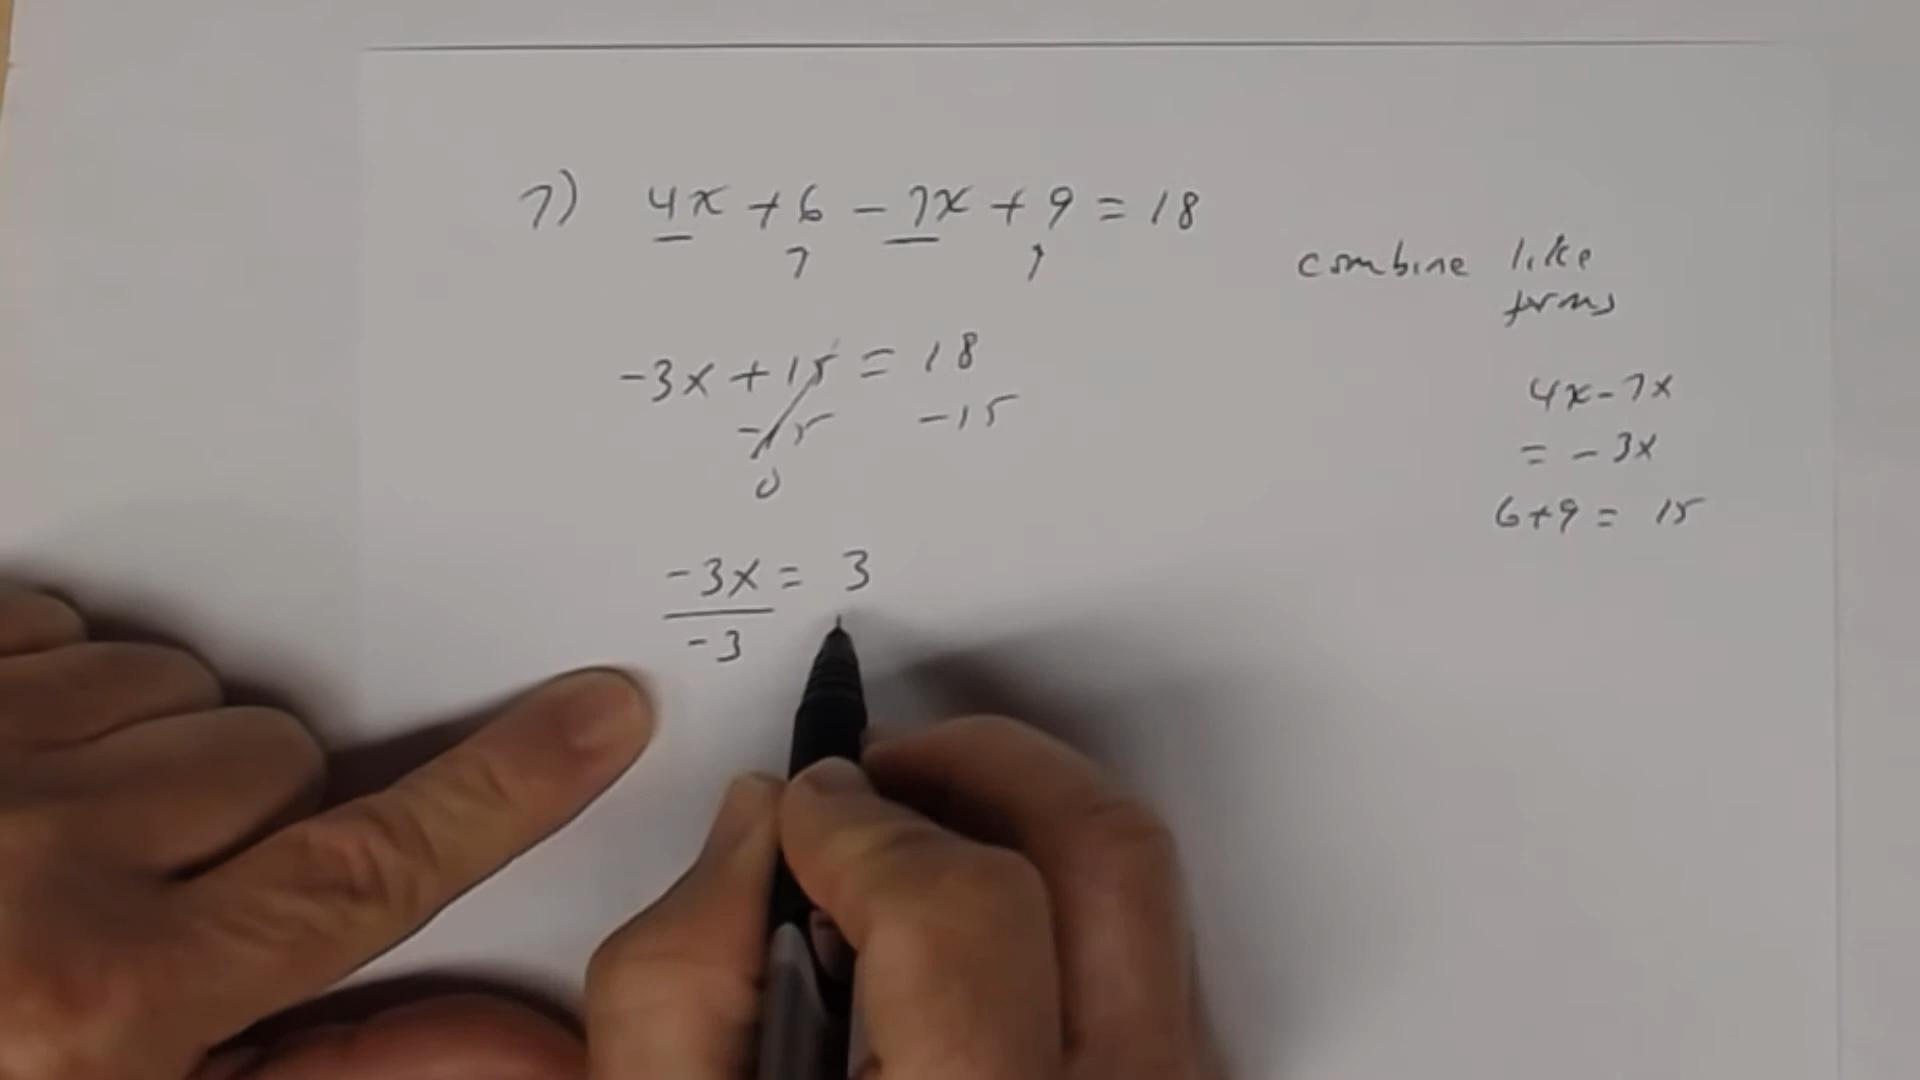 7) 4x + 6 - 7x + 9 = 18
combine like
terms
-3x + 15 = 18
-15 -15
0
4x - 7x
= - 3x
6 + 9 = 15
-3x = 3
-3